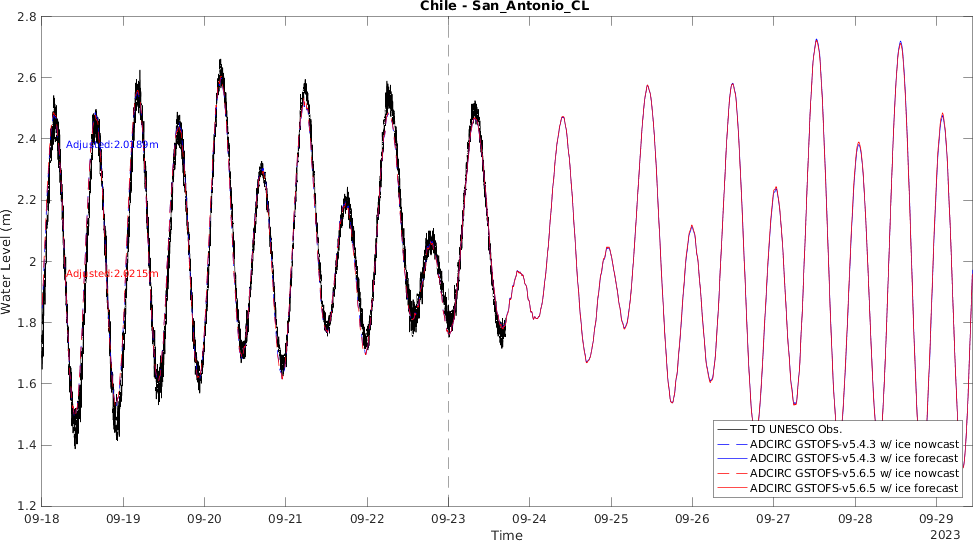 Chile - San_Antonio_CL
2.8
2.6
2.4
2.2
2
1.8
1.6
1.4
1.2
Water Level (m)
Adjusted:2.0189m
Adjusted:2.0215m
TD UNESCO Obs.
ADCIRC GSTOFS-v5.4.3 w/ ice nowcast
ADCIRC GSTOFS-v5.4.3 w/ ice forecast
ADCIRC GSTOFS-v5.6.5 w/ ice nowcast
ADCIRC GSTOFS-v5.6.5 w/ ice forecast
09-18 09-19 09-20 09-21 09-22 09-23 09-24 09-25 09-26 09-27 09-28 09-29
Time
2023